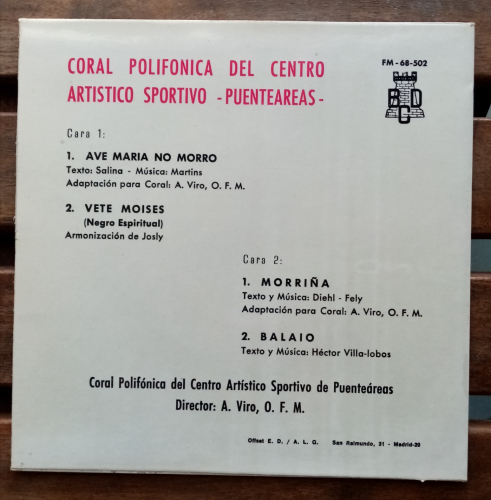 CORAL POLIFONICA DEL CENTRO
ARTISTICO SPORTIVO - PUENTEAREAS -
FM - 68-502
B D C
Cara 1:
1. AVE MARIA NO MORRO
Texto: Salina - Música: Martins
Adaptación para Coral: A. Viro, O. F. M.
2. VETE MOISES
(Negro Espiritual)
Armonización de Josly
Cara 2:
1. MORRIÑA
Texto y Música: Diehl - Fely
Adaptación para Coral: A. Viro, O. F. M.
2. BALAIO
Texto y Música: Héctor Villa-lobos
Coral Polifónica del Centro Artístico Sportivo de Puenteáreas
Director: A. Viro, O. F. M.
Offset E. D. / A. L. G. San Raimundo, 31 - Madrid-20